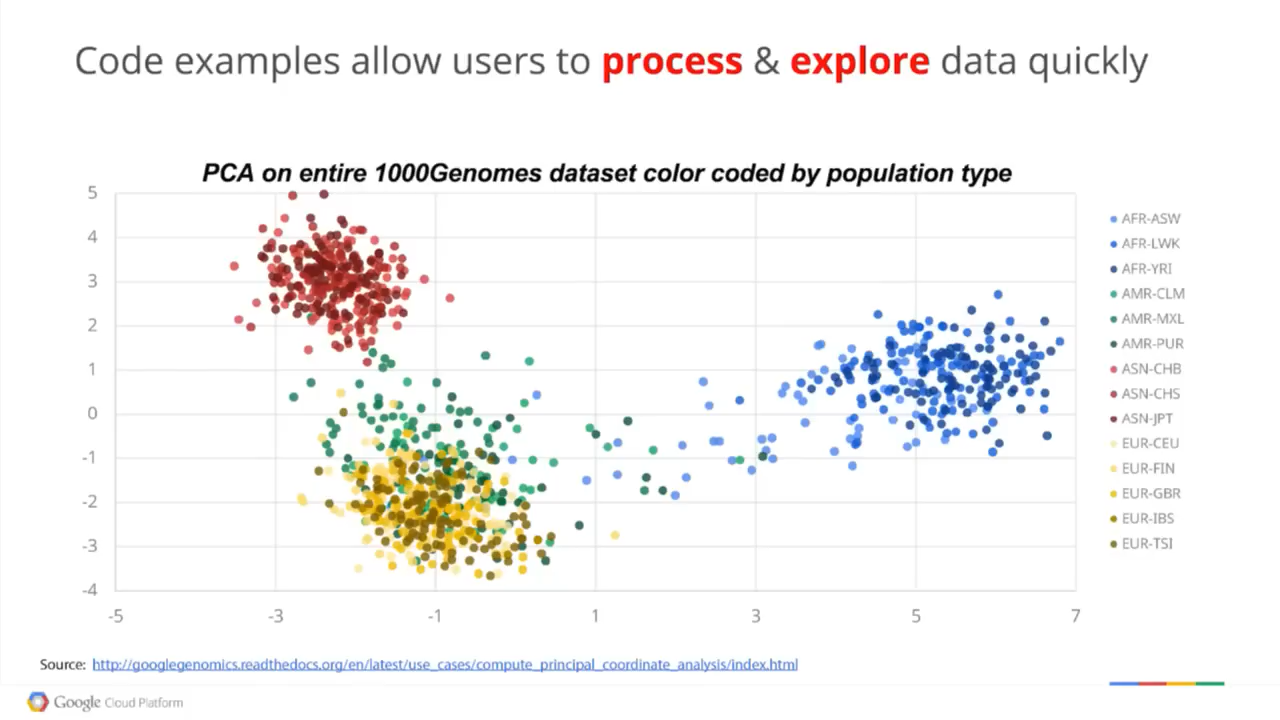 Code examples allow users to process & explore data quickly
PCA on entire 1000Genomes dataset color coded by population type
5
4
3
2
1
0
-1
-2
-3
-4
-5
-3
-1
1
3
5
7
AFR-ASW
AFR-LWK
AFR-YRI
AMR-CLM
AMR-MXL
AMR-PUR
ASN-CHB
ASN-CHS
ASN-JPT
EUR-CEU
EUR-FIN
EUR-GBR
EUR-IBS
EUR-TSI
Source: http://googlegenomics.readthedocs.org/en/latest/use_cases/compute_principal_coordinate_analysis/index.html
Google Cloud Platform